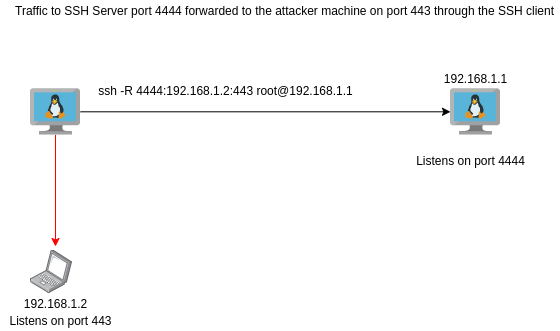 Traffic to SSH Server port 4444 forwarded to the attacker machine on port 443 through the SSH client
192.168.1.1
ssh -R 4444:192.168.1.2:443 root@192.168.1.1
Listens on port 4444
192.168.1.2
Listens on port 443